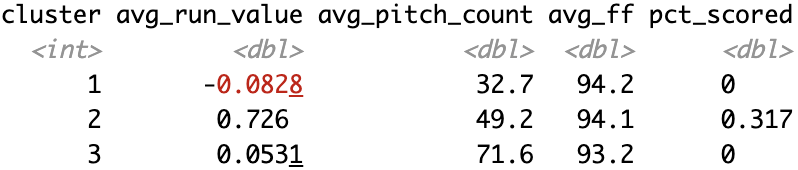 cluster avg_run_value avg_pitch_count avg_ff pct_scored
<int> <dbl> <dbl> <dbl> <dbl>
1 -0.0828 32.7 94.2 0
2 0.726 49.2 94.1 0.317
3 0.0531 71.6 93.2 0